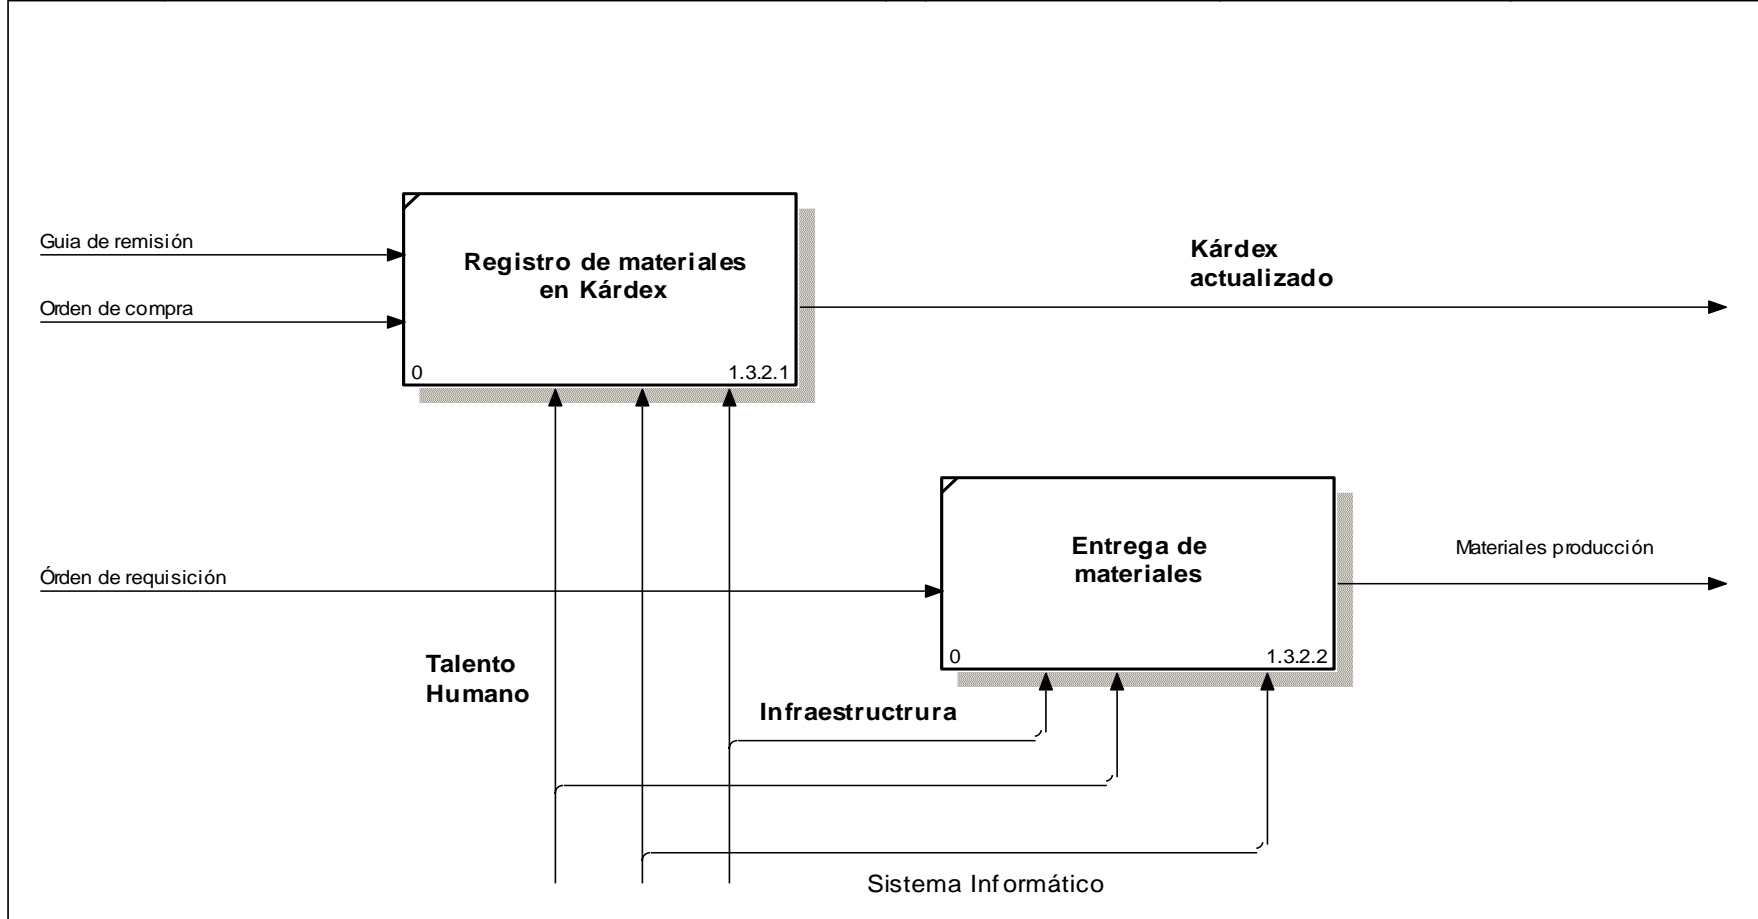 Guia de remisión
Orden de compra
Registro de materiales
en Kárdex
0
1.3.2.1
Kárdex
actualizado
Órden de requisición
Entrega de
materiales
0
1.3.2.2
Materiales producción
Talento
Humano
Infraestructrura
Sistema Informático